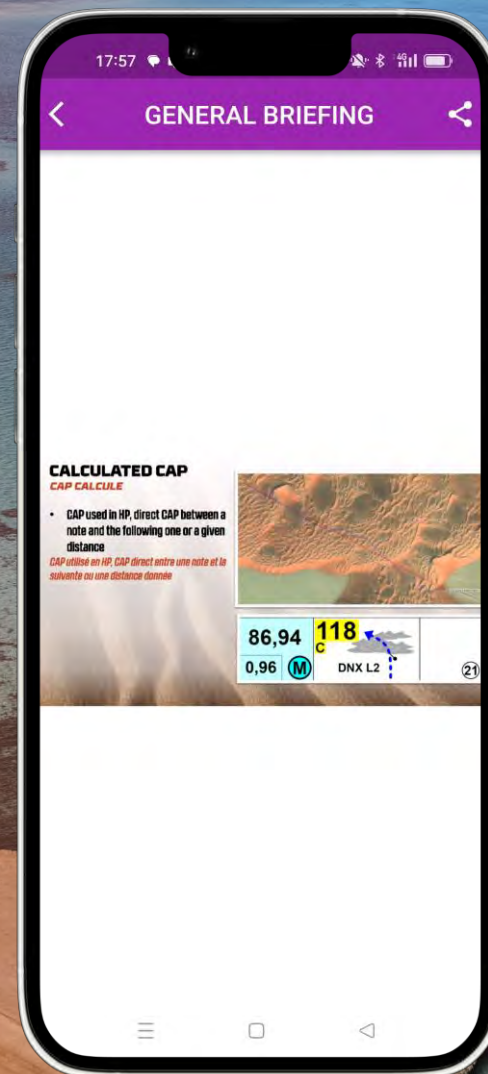 17:57
4G
GENERAL BRIEFING
CALCULATED CAP
CAP CALCULE
• CAP used in HP, direct CAP between a
note and the following one or a given
distance
CAP utilisé en HP, CAP direct entre une note et la
suivante ou une distance donnée
86,94
118
C
0,96
M
DNX L2
21